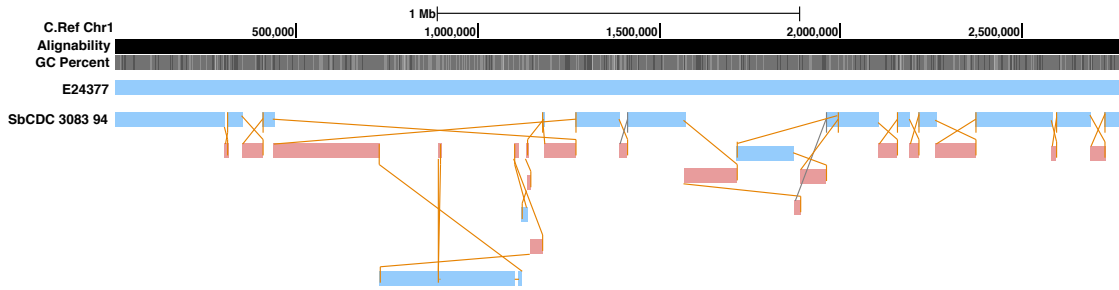 1 Mb
C.Ref Chr1 500,000 1,000,000 1,500,000 2,000,000 2,500,000
Alignability
GC Percent
E24377
SbCDC 3083 94